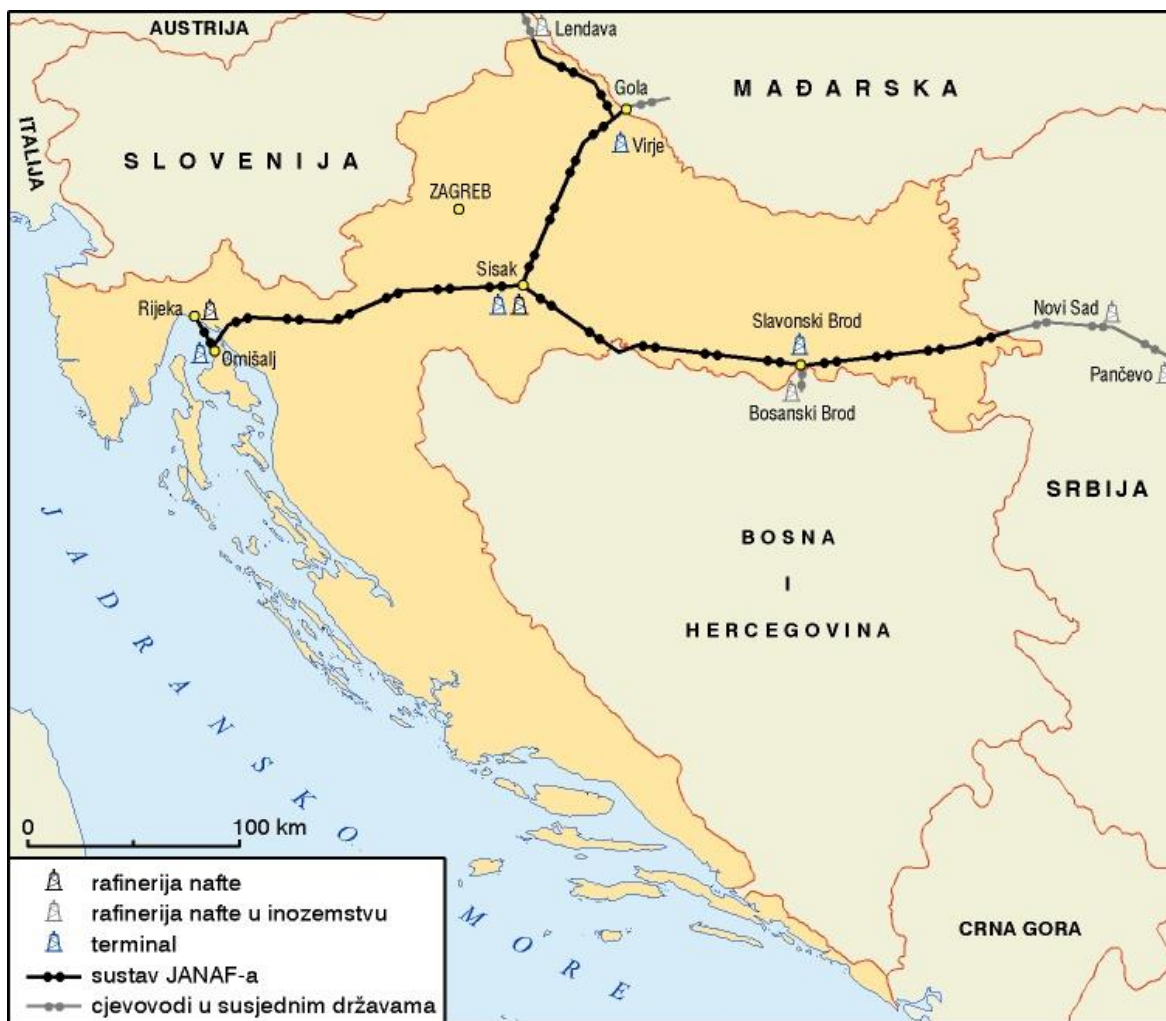 AUSTRIJA
Lendava
Gola
MAĐARSKA
ITALIJA
Virje
SLOVENIJA
ZAGREB
Sisak
Rijeka
Omišalj
Slavonski Brod
Novi Sad
Pančevo
Bosanski Brod
SRBIJA
BOSNA
I
HERCEGOVINA
JADRANSKO MORE
0 100 km
CRNA GORA
rafinerija nafte
rafinerija nafte u inozemstvu
terminal
sustav JANAF-a
cjevovodi u susjednim državama